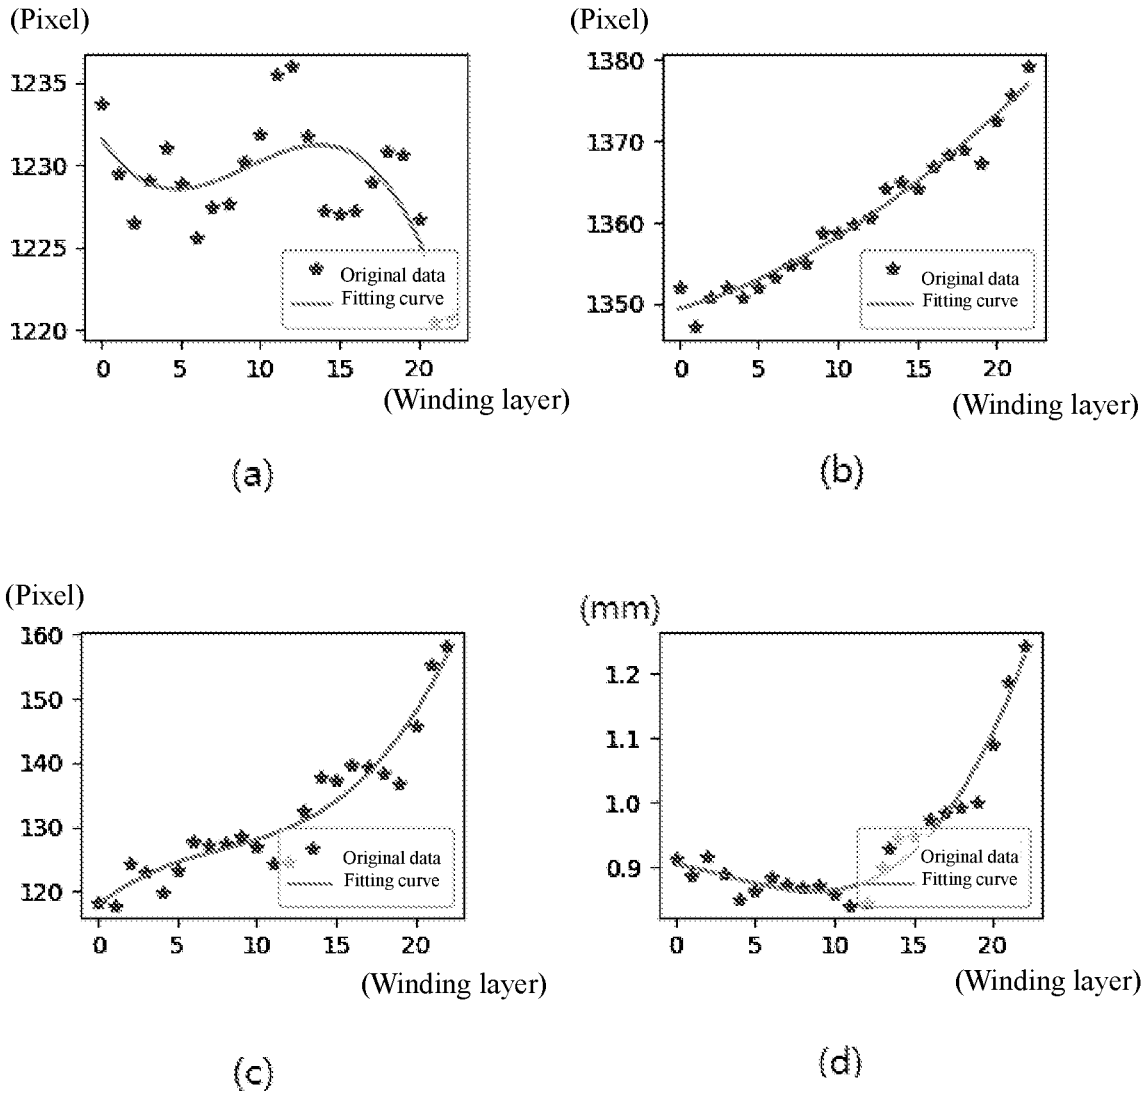 (Pixel)
1235
1230
1225
1220
Original data
Fitting curve
0 5 10 15 20
(Winding layer)
(a)
(Pixel)
1380
1370
1360
1350
Original data
Fitting curve
0 5 10 15 20
(Winding layer)
(b)
(Pixel)
160
150
140
130
120
Original data
Fitting curve
0 5 10 15 20
(Winding layer)
(c)
(mm)
1.2
1.1
1.0
0.9
Original data
Fitting curve
0 5 10 15 20
(Winding layer)
(d)